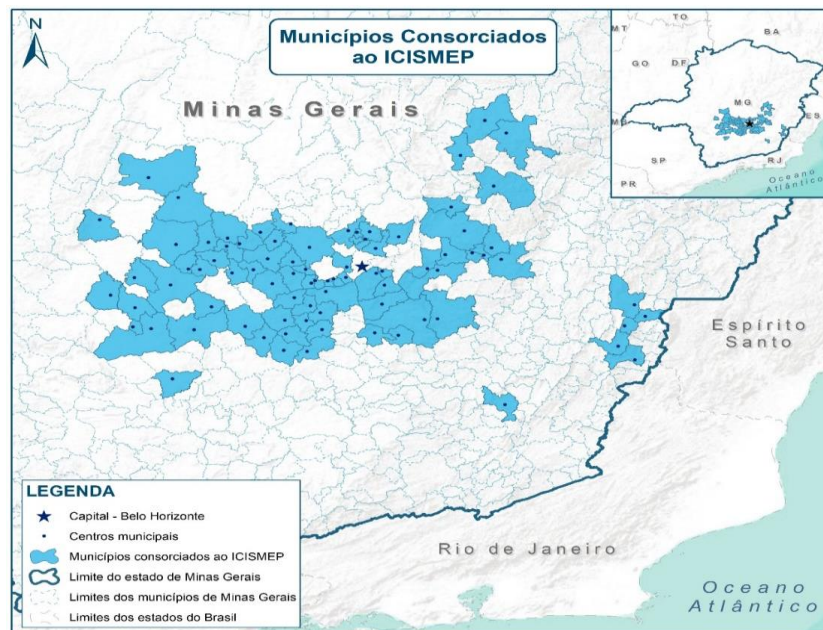 N
Municípios Consorciados
ao ICISMEP
Minas Gerais
TO
BA
MT
GO
DF
MG
ES
SP
RJ
PR
Oceano
Atlântico
Espírito
Santo
LEGENDA
Capital - Belo Horizonte
Centros municipais
Municípios consorciados ao ICISMEP
Limite do estado de Minas Gerais
Limites dos municípios de Minas Gerais
Limites dos estados do Brasil
Rio de Janeiro
Oceano
Atlântico